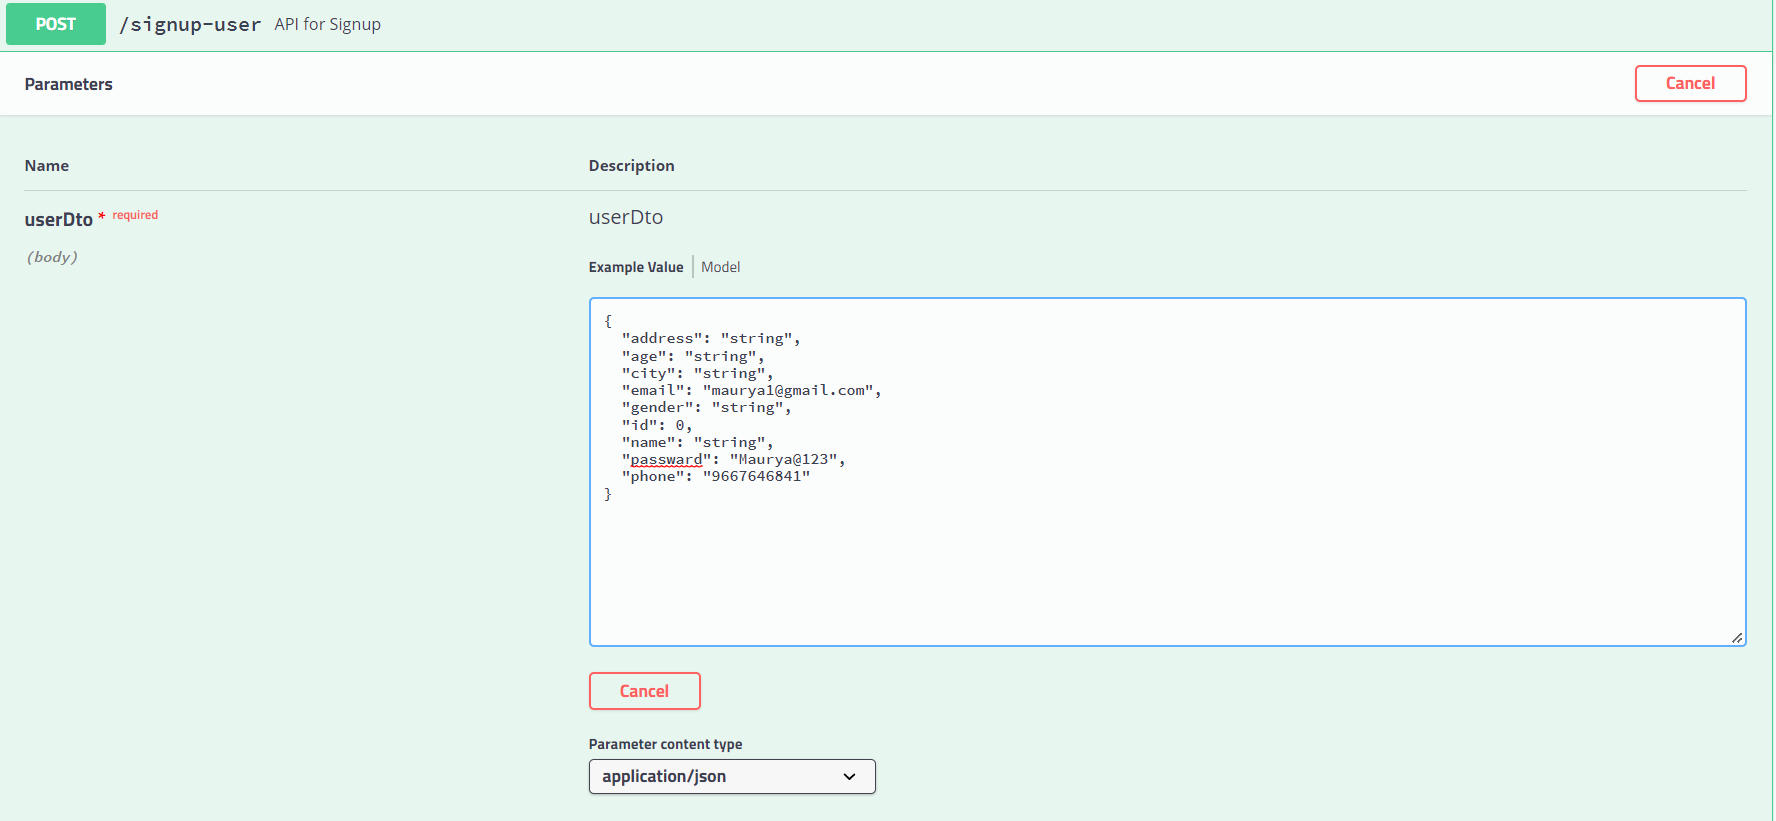 POST /signup-user API for Signup
Parameters Cancel
Name Description
userDto * required userDto
(body)
Example Value Model
{
"address": "string",
"age": "string",
"city": "string",
"email": "maurya1@gmail.com",
"gender": "string",
"id": 0,
"name": "string",
"passward": "Maurya@123",
"phone": "9667646841"
}
Cancel
Parameter content type
application/json